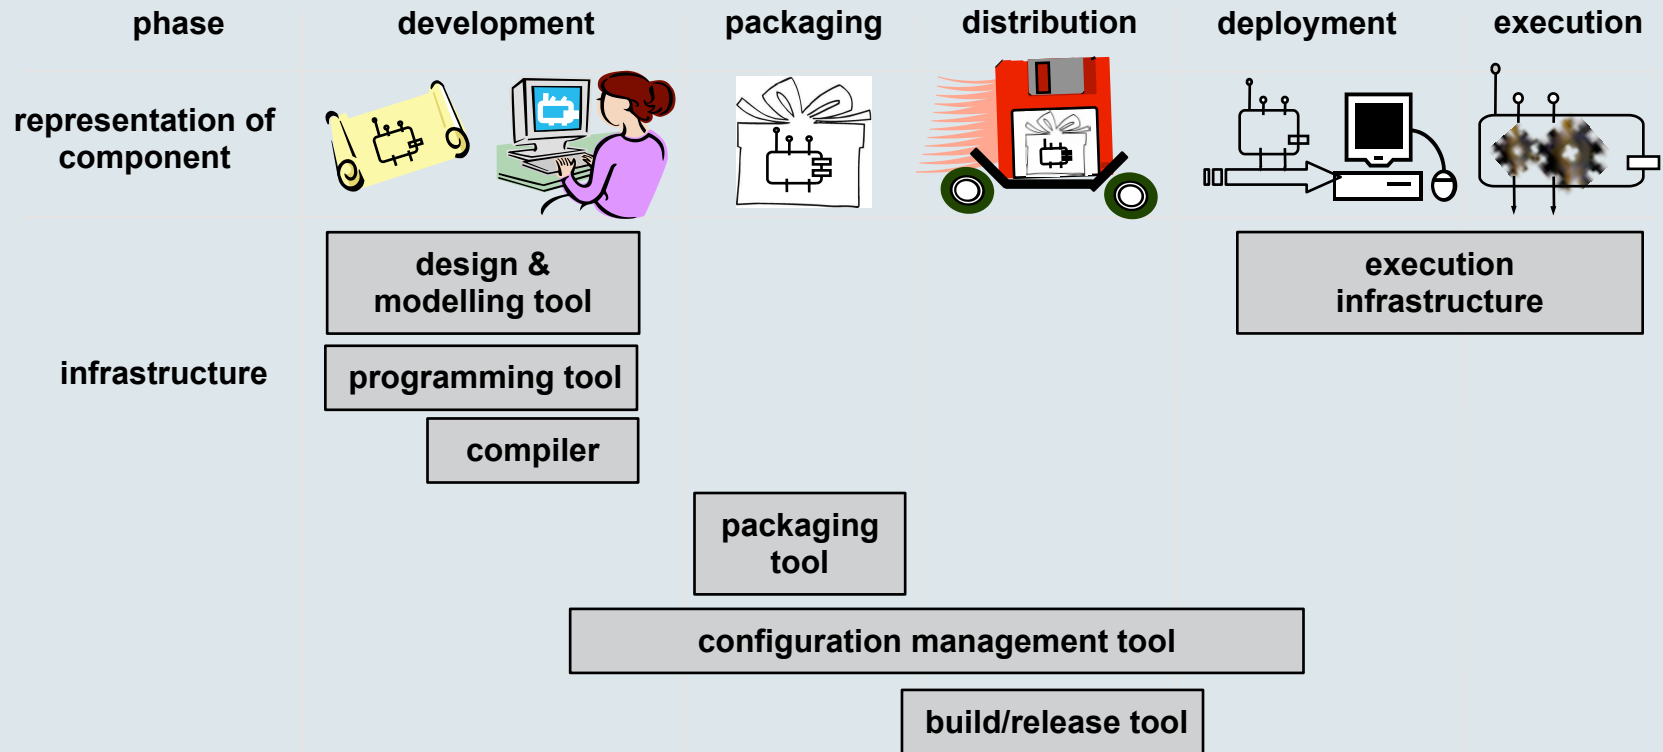 phase
development
packaging
distribution
deployment
execution
representation of
component
design &
modelling tool
execution
infrastructure
infrastructure
programming tool
compiler
packaging
tool
configuration management tool
build/release tool